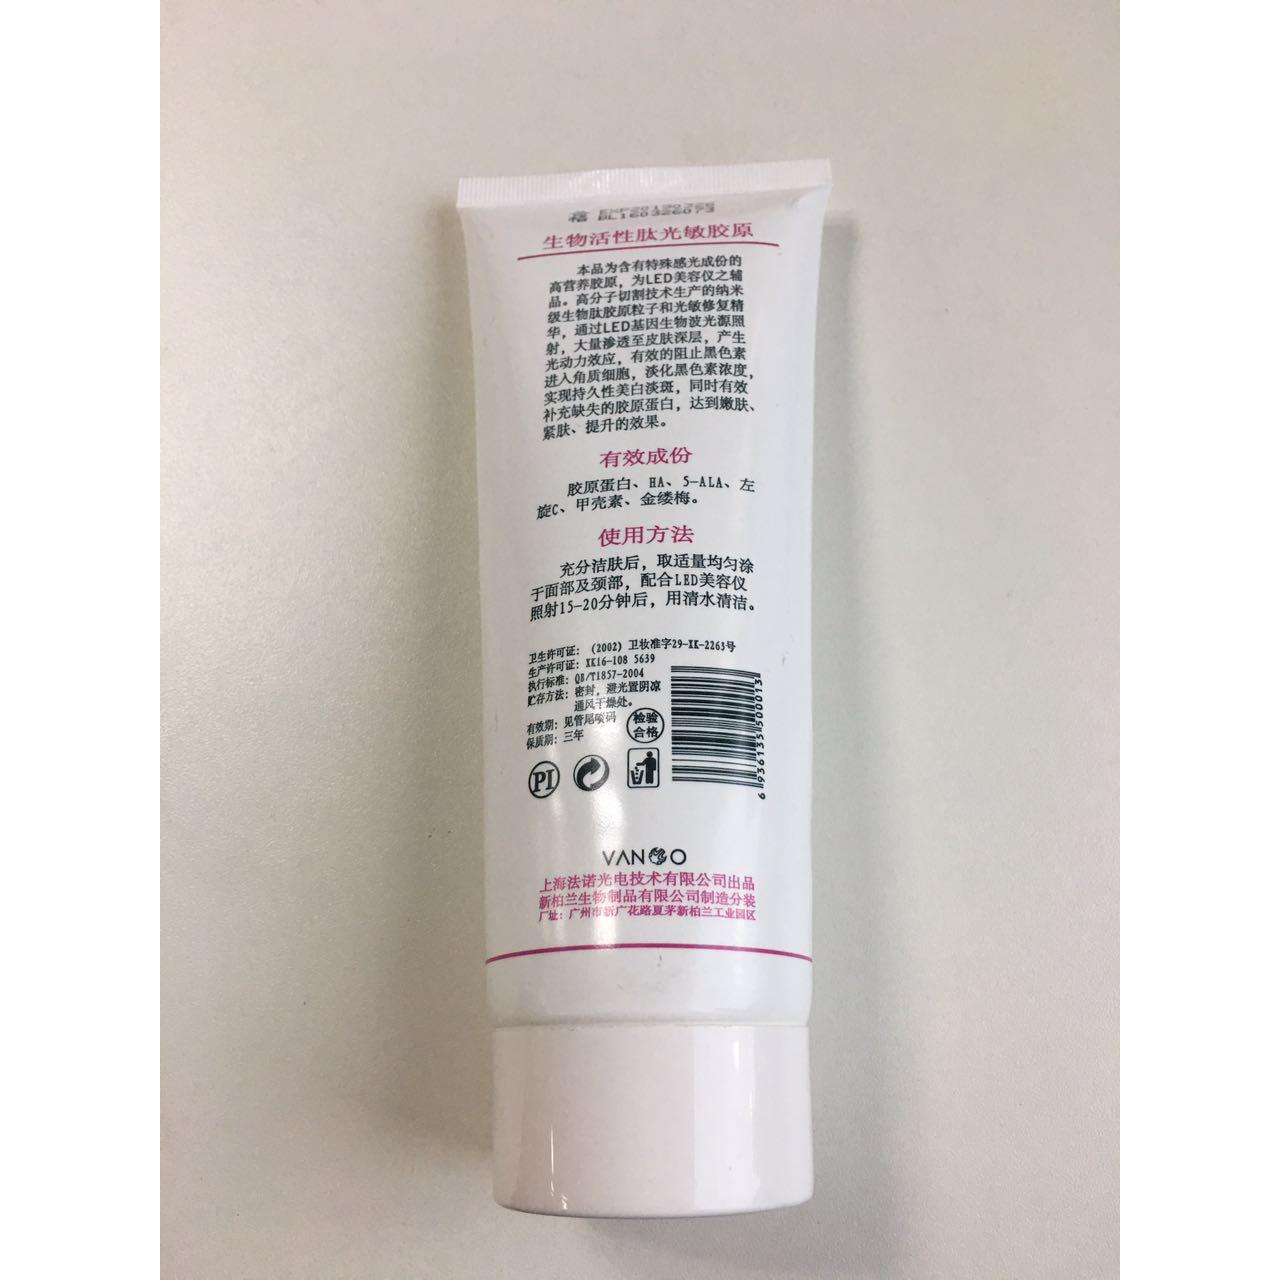 BL160326073
生物活性肽光敏胶原
本品为含有特殊感光成份的
高营养胶原，为LED美容仪之辅
品。高分子切割技术生产的纳米
级生物肽胶原粒子和光敏修复精
华，通过LED基因生物波光源照
射，大量渗透至皮肤深层，产生
光动力效应，有效的阻止黑色素
进入角质细胞，淡化黑色素浓度，
实现持久性美白淡斑，同时有效
补充缺失的胶原蛋白，达到嫩肤、
紧肤、提升的效果。
有效成份
胶原蛋白、HA、5-ALA、左
旋C、甲壳素、金缕梅。
使用方法
充分洁肤后，取适量均匀涂
于面部及颈部，配合LED美容仪
照射15-20分钟后，用清水清洁。
卫生许可证：(2002) 卫妆准字29-XK-2263号
生产许可证：XK16-108 5639
执行标准：QB/T1857-2004
贮存方法：密封，避光置阴凉
通风干燥处。
有效期：见管尾喷码
保质期：三年
检验
合格
PI
6936135500013
VAN O
上海法诺光电技术有限公司出品
新柏兰生物制品有限公司制造分装
厂址：广州市新广花路夏茅新柏兰工业园区